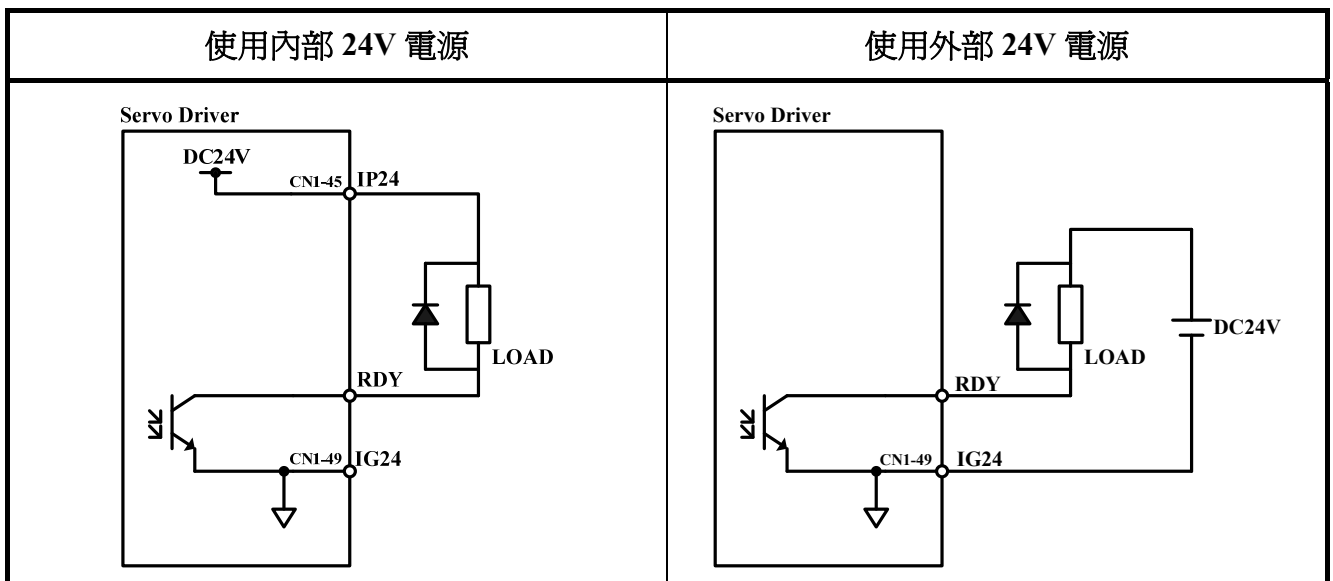 使用內部 24V 電源
使用外部 24V 電源
Servo Driver
DC24V
CN1-45
IP24
LOAD
RDY
CN1-49
IG24
Servo Driver
DC24V
LOAD
RDY
CN1-49
IG24